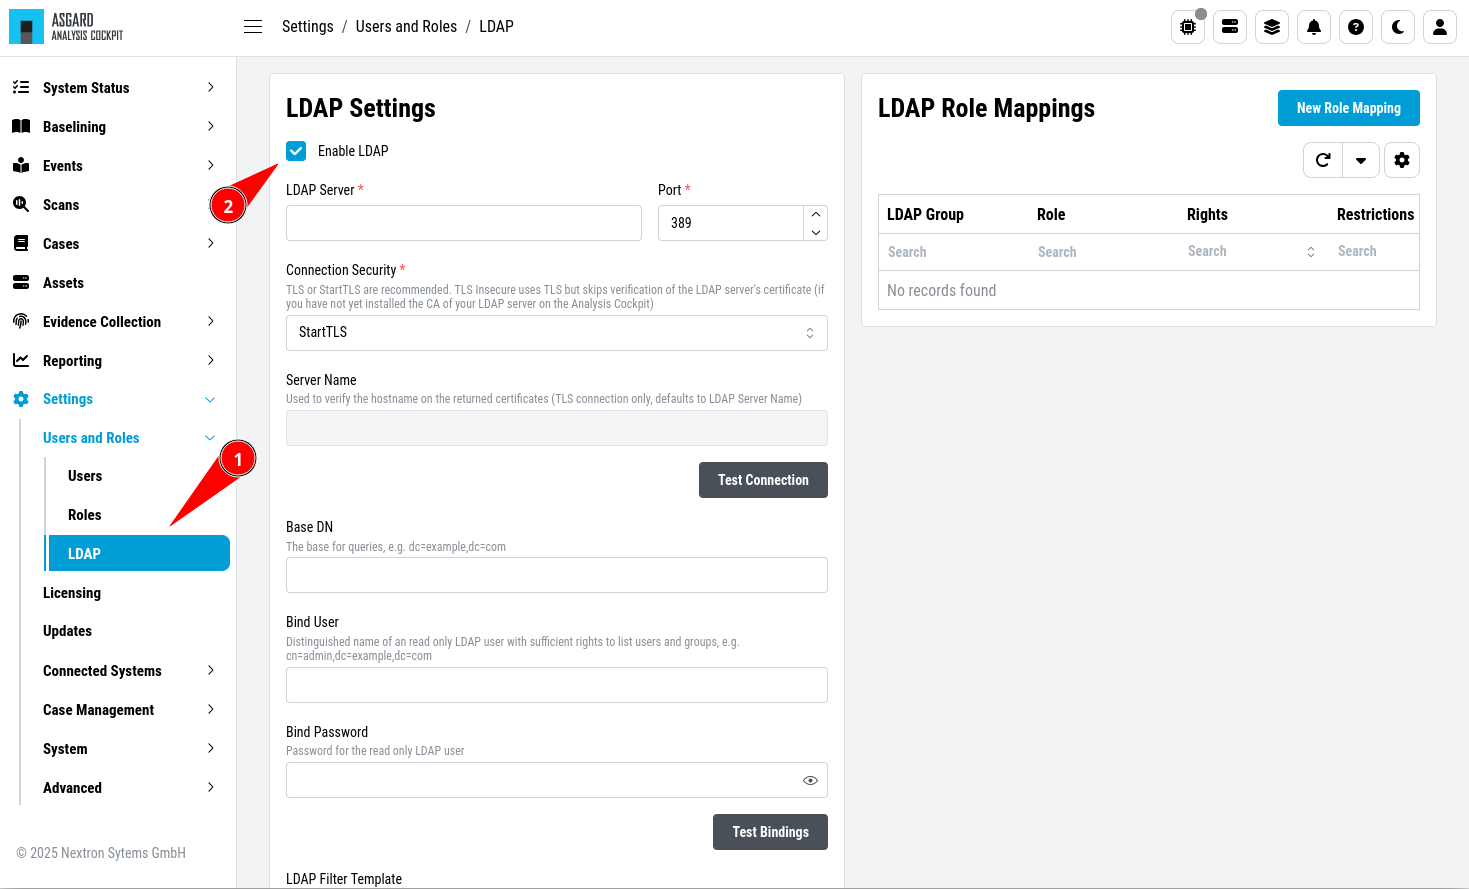 ASGARD
ANALYSIS COCKPIT
Settings / Users and Roles / LDAP
System Status
Baselining
Events
Scans
Cases
Assets
Evidence Collection
Reporting
Settings
Users and Roles
Users
Roles
LDAP
Licensing
Updates
Connected Systems
Case Management
System
Advanced
© 2025 Nextron Sytems GmbH
1
2
LDAP Settings
Enable LDAP
LDAP Server *
Port *
389
Connection Security *
TLS or StartTLS are recommended. TLS Insecure uses TLS but skips verification of the LDAP server's certificate (if
you have not yet installed the CA of your LDAP server on the Analysis Cockpit)
StartTLS
Server Name
Used to verify the hostname on the returned certificates (TLS connection only, defaults to LDAP Server Name)
Test Connection
Base DN
The base for queries, e.g. dc=example,dc=com
Bind User
Distinguished name of an read only LDAP user with sufficient rights to list users and groups, e.g.
cn=admin,dc=example,dc=com
Bind Password
Password for the read only LDAP user
Test Bindings
LDAP Filter Template
LDAP Role Mappings
New Role Mapping
LDAP Group Role Rights Restrictions
Search Search Search Search
No records found